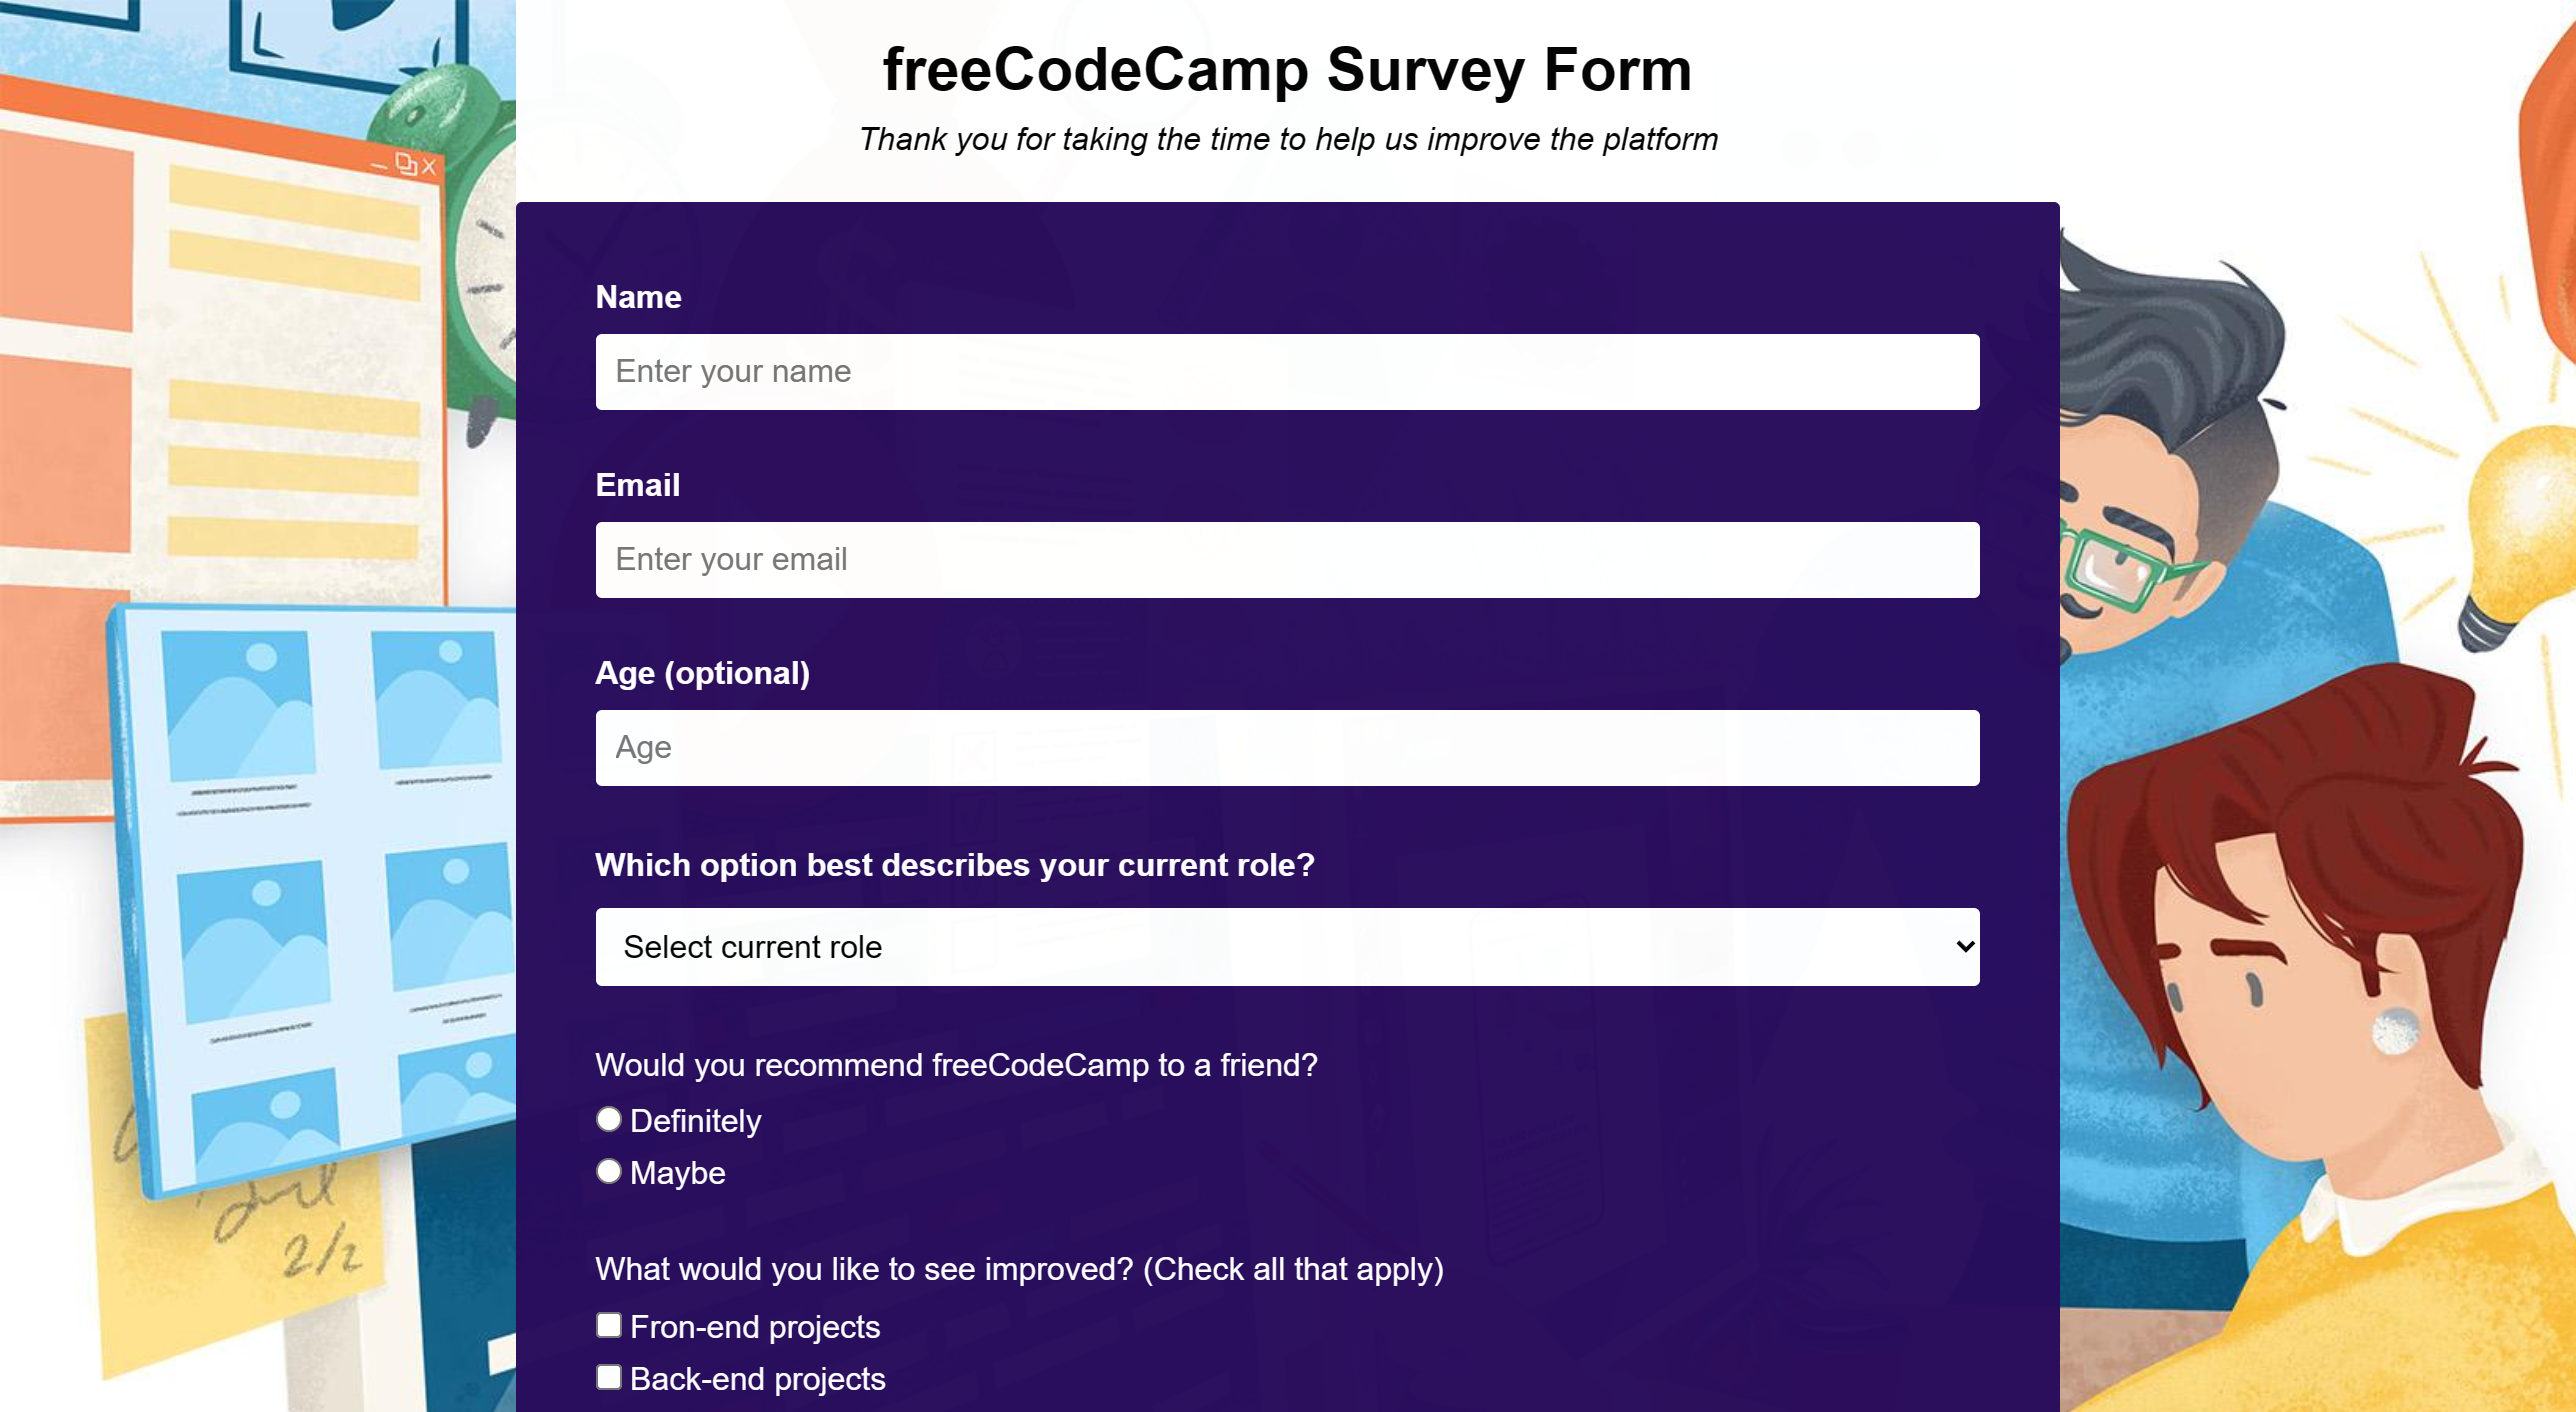 freeCodeCamp Survey Form
Thank you for taking the time to help us improve the platform
Name
Enter your name
Email
Enter your email
Age (optional)
Age
Which option best describes your current role?
Select current role
Would you recommend freeCodeCamp to a friend?
Definitely
Maybe
What would you like to see improved? (Check all that apply)
Fron-end projects
Back-end projects
2/2